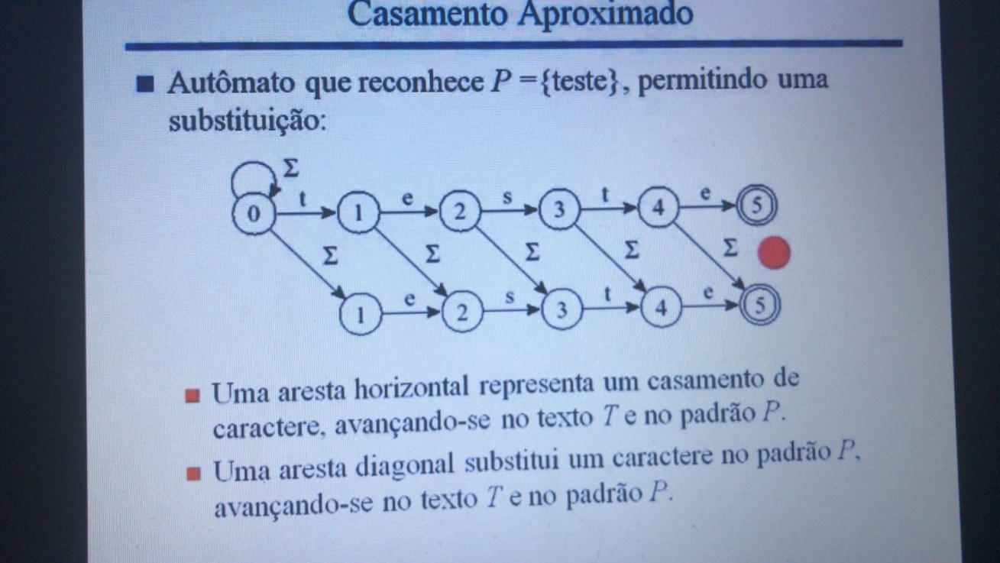 Casamento Aproximado
Autômato que reconhece P ={teste}, permitindo uma
substituição:
Σ
0 t 1 e 2 s 3 t 4 e 5
Σ Σ Σ Σ Σ
1 e 2 s 3 t 4 e 5
Uma aresta horizontal representa um casamento de
caractere, avançando-se no texto T e no padrão P.
Uma aresta diagonal substitui um caractere no padrão P,
avançando-se no texto T e no padrão P.